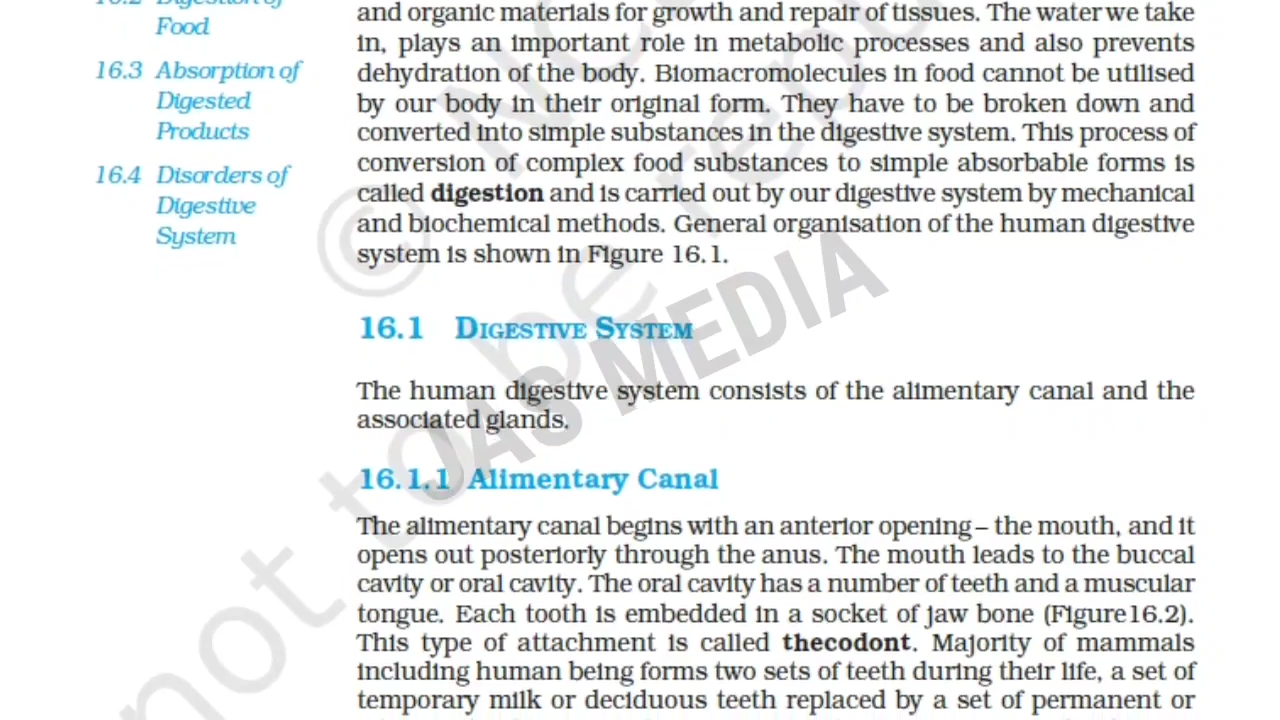 16.2 Digestion of
Food
16.3 Absorption of
Digested
Products
16.4 Disorders of
Digestive
System
and organic materials for growth and repair of tissues. The water we take
in, plays an important role in metabolic processes and also prevents
dehydration of the body. Biomacromolecules in food cannot be utilised
by our body in their original form. They have to be broken down and
converted into simple substances in the digestive system. This process of
conversion of complex food substances to simple absorbable forms is
called digestion and is carried out by our digestive system by mechanical
and biochemical methods. General organisation of the human digestive
system is shown in Figure 16.1.
16.1 DIGESTIVE SYSTEM
The human digestive system consists of the alimentary canal and the
associated glands.
16.1.1 Alimentary Canal
The alimentary canal begins with an anterior opening – the mouth, and it
opens out posteriorly through the anus. The mouth leads to the buccal
cavity or oral cavity. The oral cavity has a number of teeth and a muscular
tongue. Each tooth is embedded in a socket of jaw bone (Figure 16.2).
This type of attachment is called thecodont. Majority of mammals
including human being forms two sets of teeth during their life, a set of
temporary milk or deciduous teeth replaced by a set of permanent or
JAS MEDIA
not to be rep
©